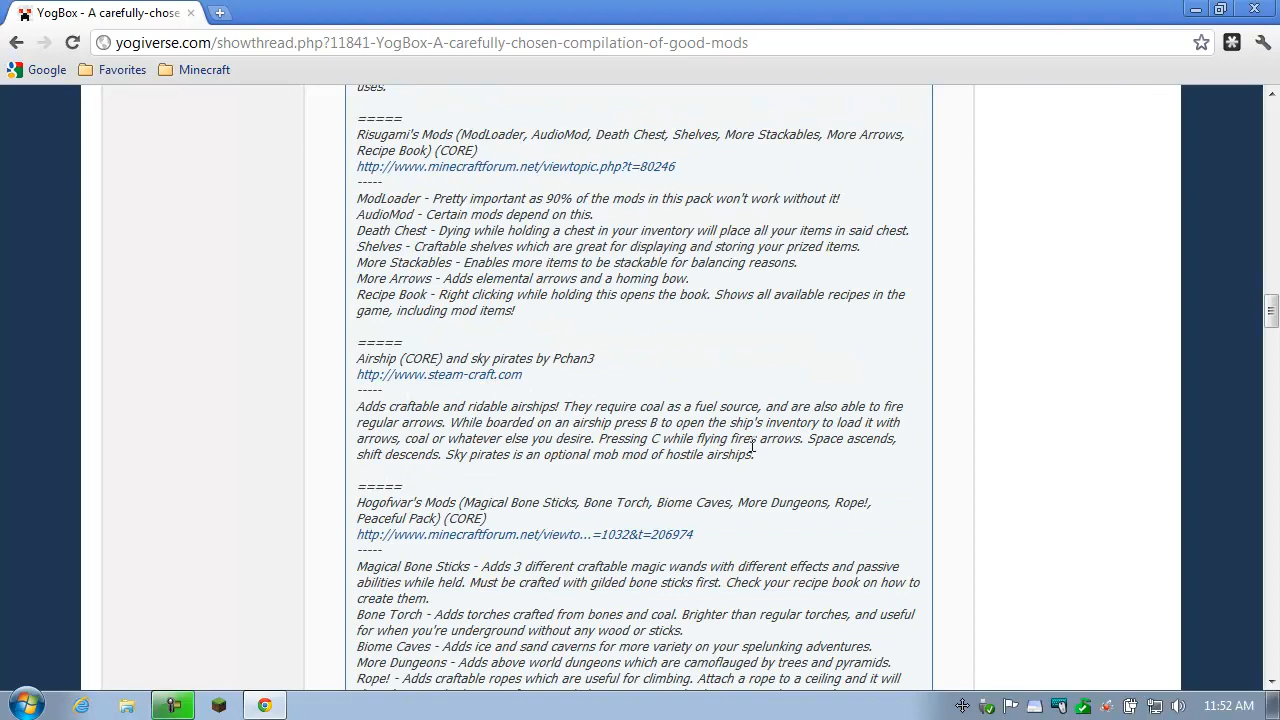 YogBox - A carefully-chose
yogiverse.com/showthread.php?11841-YogBox-A-carefully-chosen-compilation-of-good-mods
Google Favorites Minecraft
uses.
=====
Risugami's Mods (ModLoader, AudioMod, Death Chest, Shelves, More Stackables, More Arrows,
Recipe Book) (CORE)
http://www.minecraftforum.net/viewtopic.php?t=80246
-----
ModLoader - Pretty important as 90% of the mods in this pack won't work without it!
AudioMod - Certain mods depend on this.
Death Chest - Dying while holding a chest in your inventory will place all your items in said chest.
Shelves - Craftable shelves which are great for displaying and storing your prized items.
More Stackables - Enables more items to be stackable for balancing reasons.
More Arrows - Adds elemental arrows and a homing bow.
Recipe Book - Right clicking while holding this opens the book. Shows all available recipes in the
game, including mod items!
=====
Airship (CORE) and sky pirates by Pchan3
http://www.steam-craft.com
-----
Adds craftable and ridable airships! They require coal as a fuel source, and are also able to fire
regular arrows. While boarded on an airship press B to open the ship's inventory to load it with
arrows, coal or whatever else you desire. Pressing C while flying fires arrows. Space ascends,
shift descends. Sky pirates is an optional mob mod of hostile airships.
=====
Hogofwar's Mods (Magical Bone Sticks, Bone Torch, Biome Caves, More Dungeons, Rope!,
Peaceful Pack) (CORE)
http://www.minecraftforum.net/viewto...=1032&t=206974
-----
Magical Bone Sticks - Adds 3 different craftable magic wands with different effects and passive
abilities while held. Must be crafted with gilded bone sticks first. Check your recipe book on how to
create them.
Bone Torch - Adds torches crafted from bones and coal. Brighter than regular torches, and useful
for when you're underground without any wood or sticks.
Biome Caves - Adds ice and sand caverns for more variety on your spelunking adventures.
More Dungeons - Adds above world dungeons which are camoflauged by trees and pyramids.
Rope! - Adds craftable ropes which are useful for climbing. Attach a rope to a ceiling and it will
11:52 AM